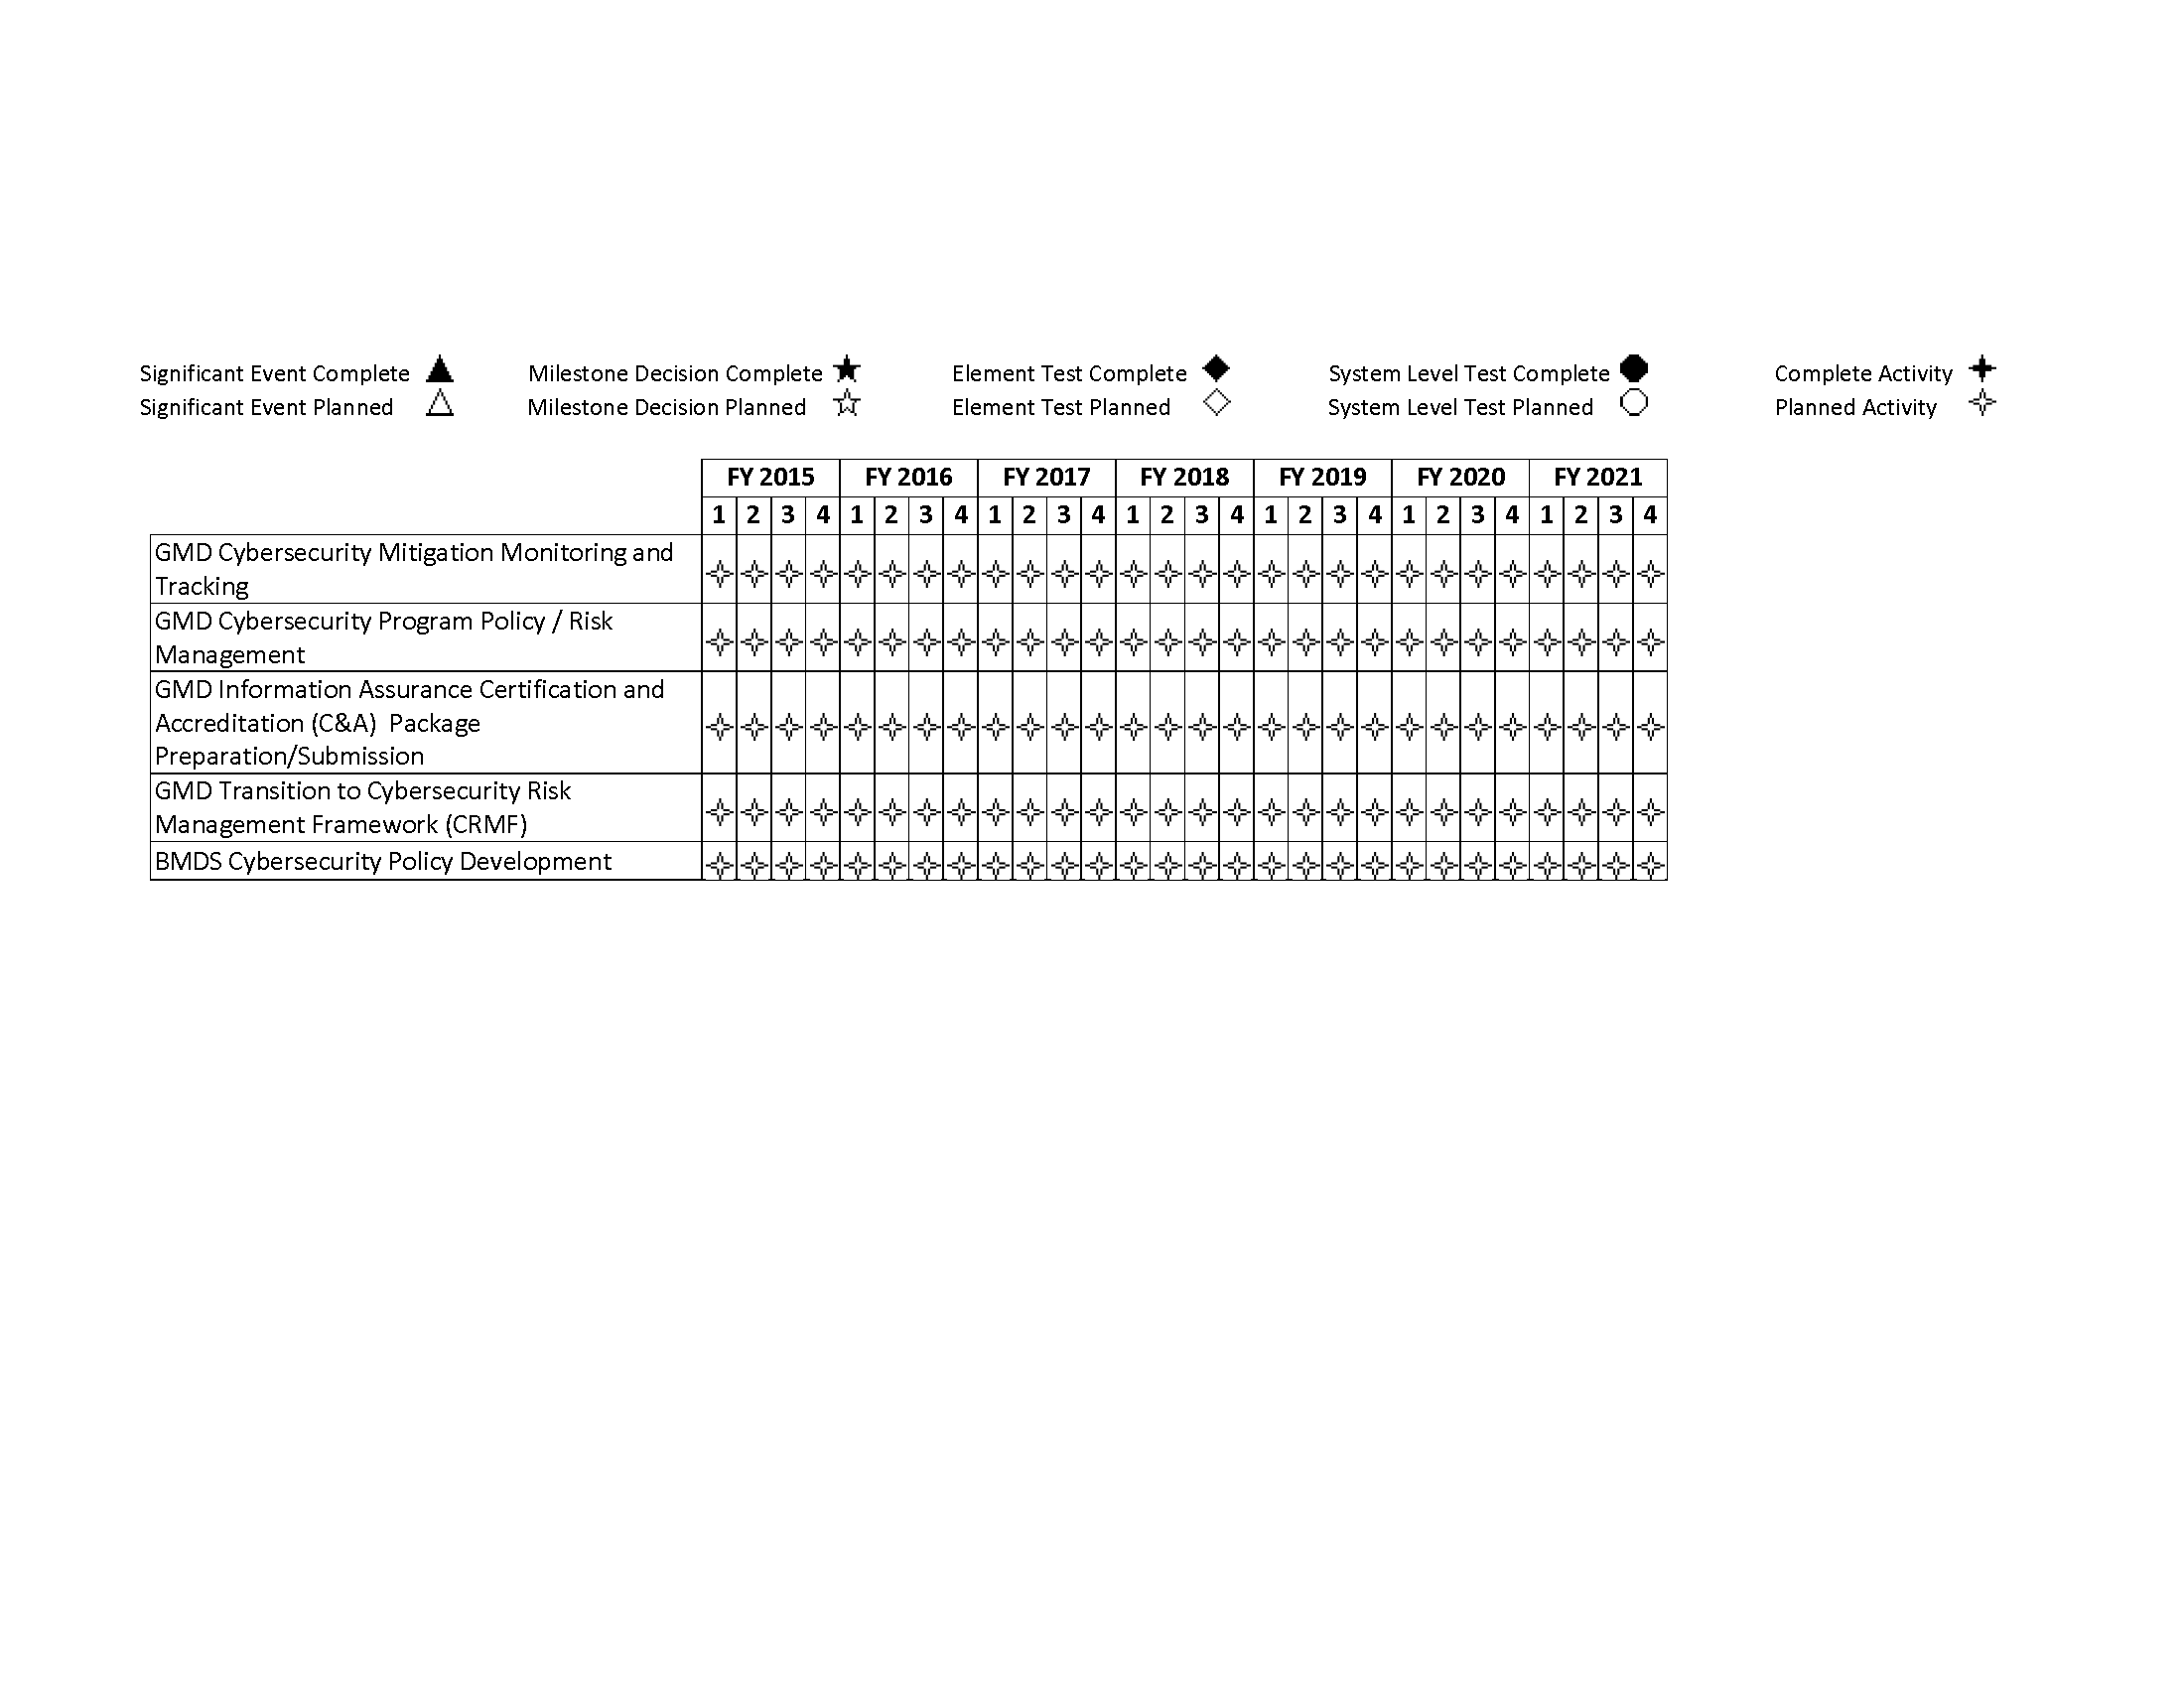 Significant Event Complete Milestone Decision Complete Element Test Complete System Level Test Complete Complete Activity
Significant Event Planned Milestone Decision Planned Element Test Planned System Level Test Planned Planned Activity
FY 2015 FY 2016 FY 2017 FY 2018 FY 2019 FY 2020 FY 2021
1 2 3 4 1 2 3 4 1 2 3 4 1 2 3 4 1 2 3 4 1 2 3 4 1 2 3 4
GMD Cybersecurity Mitigation Monitoring and
Tracking
GMD Cybersecurity Program Policy / Risk
Management
GMD Information Assurance Certification and
Accreditation (C&A) Package
Preparation/Submission
GMD Transition to Cybersecurity Risk
Management Framework (CRMF)
BMDS Cybersecurity Policy Development